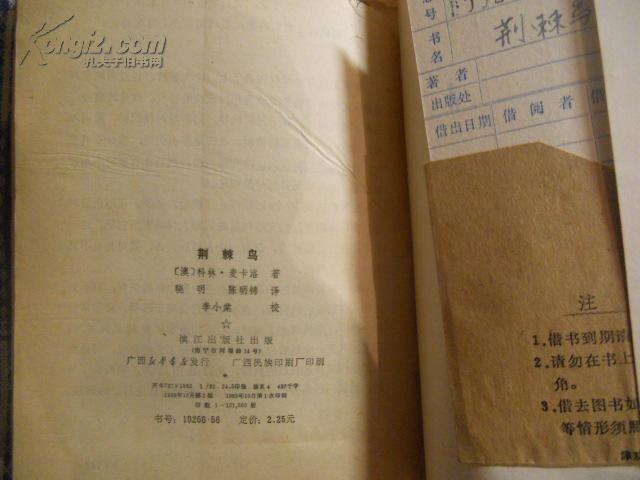 Kongfz.com
孔夫子旧书网
荆棘鸟
〔澳〕科林·麦卡洛 著
晓明 陈明锦 译
李小棠 校
☆
漓江出版社出版
广西新华书店发行 广西民族印刷厂印刷
书号：10256·56 定价：2.25元
号
书名 荆棘鸟
著者
出版处
借出日期 借阅者 借
注
1.借书到期请
2.请勿在书上
角。
3.借去图书如
等情形须照